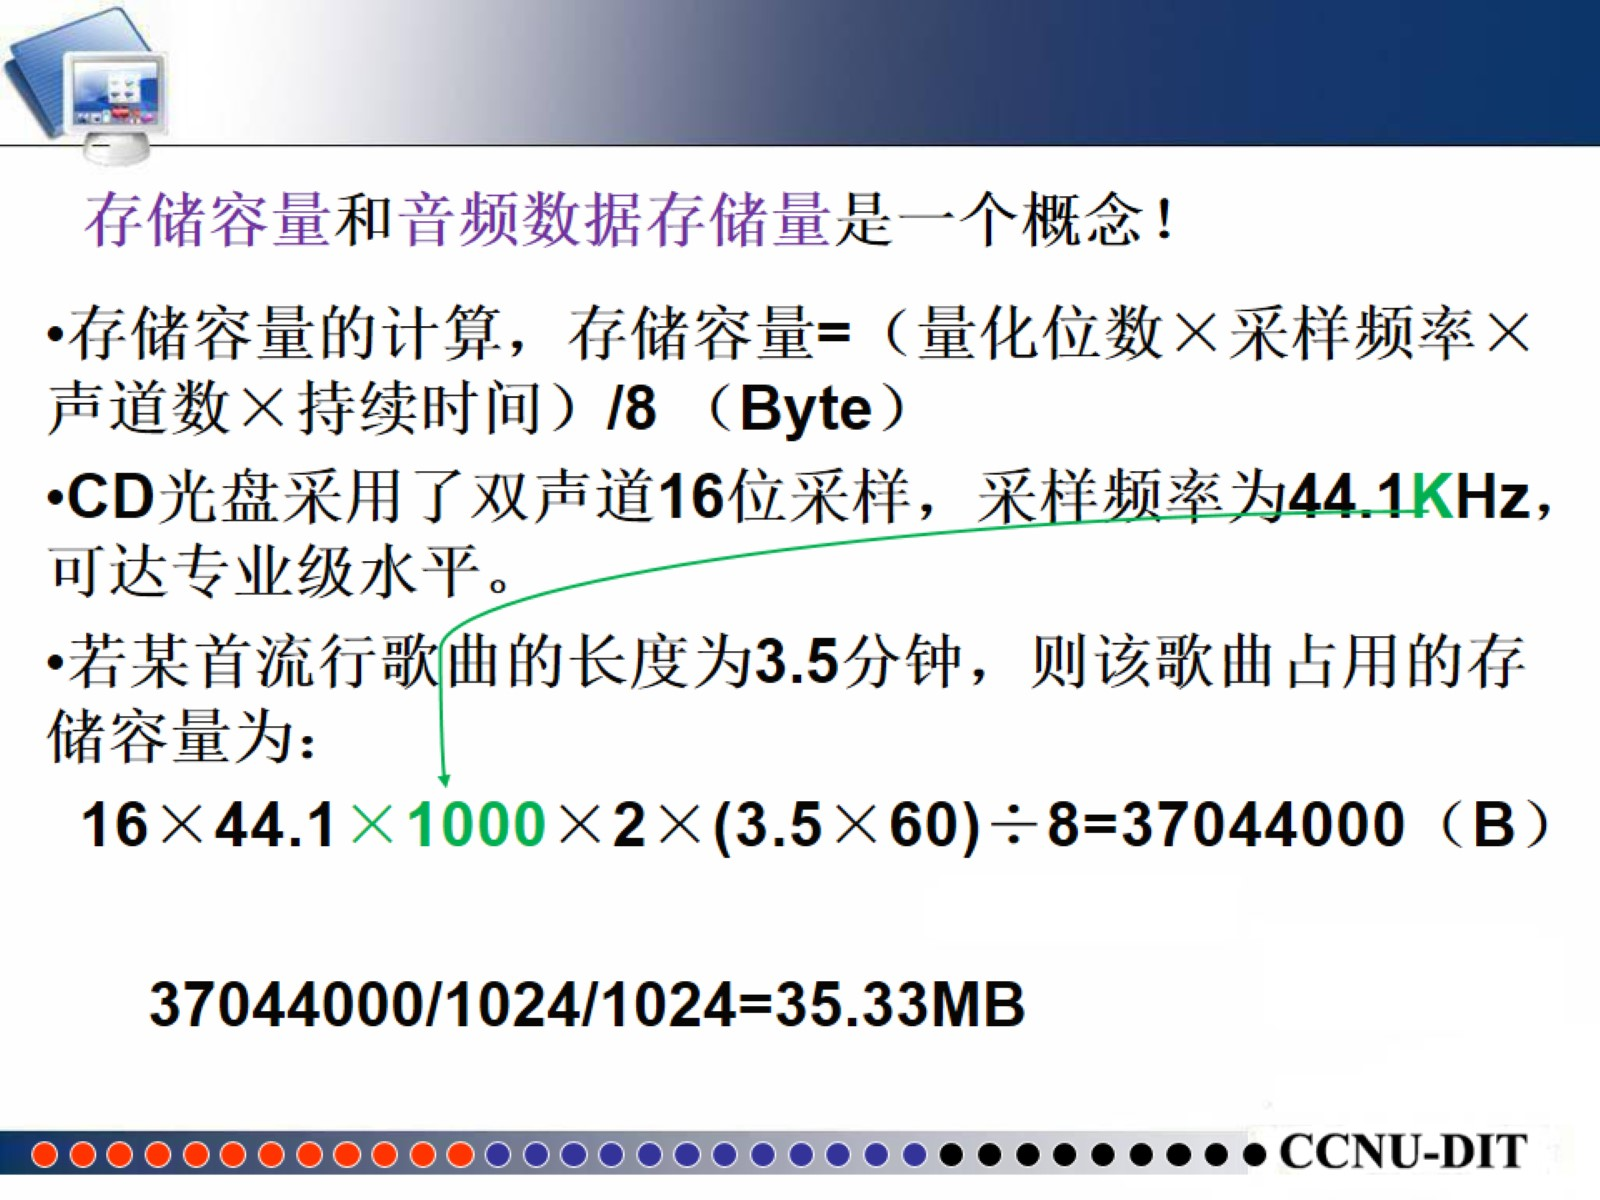 存储容量和音频数据存储量是一个概念！
•存储容量的计算，存储容量=（量化位数×采样频率×
声道数×持续时间）/8 （Byte）
•CD光盘采用了双声道16位采样，采样频率为44.1KHz，
可达专业级水平。
•若某首流行歌曲的长度为3.5分钟，则该歌曲占用的存
储容量为：
16×44.1×1000×2×(3.5×60)÷8=37044000（B）
37044000/1024/1024=35.33MB
CCNU-DIT